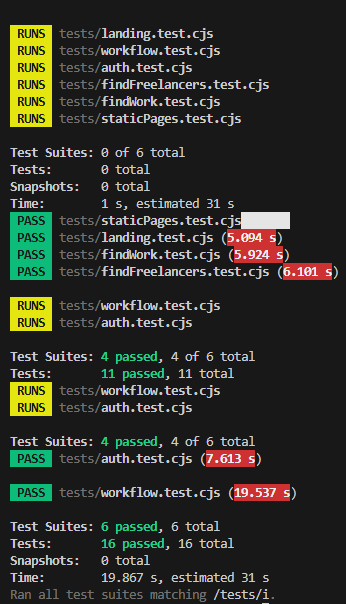 RUNS tests/landing.test.cjs
RUNS tests/workflow.test.cjs
RUNS tests/auth.test.cjs
RUNS tests/findFreelancers.test.cjs
RUNS tests/findWork.test.cjs
RUNS tests/staticPages.test.cjs
Test Suites: 0 of 6 total
Tests: 0 total
Snapshots: 0 total
Time: 1 s, estimated 31 s
PASS tests/staticPages.test.cjs
PASS tests/landing.test.cjs (5.094 s)
PASS tests/findWork.test.cjs (5.924 s)
PASS tests/findFreelancers.test.cjs (6.101 s)
RUNS tests/workflow.test.cjs
RUNS tests/auth.test.cjs
Test Suites: 4 passed, 4 of 6 total
Tests: 11 passed, 11 total
RUNS tests/workflow.test.cjs
RUNS tests/auth.test.cjs
Test Suites: 4 passed, 4 of 6 total
PASS tests/auth.test.cjs (7.613 s)
PASS tests/workflow.test.cjs (19.537 s)
Test Suites: 6 passed, 6 total
Tests: 16 passed, 16 total
Snapshots: 0 total
Time: 19.867 s, estimated 31 s
Ran all test suites matching /tests/i.